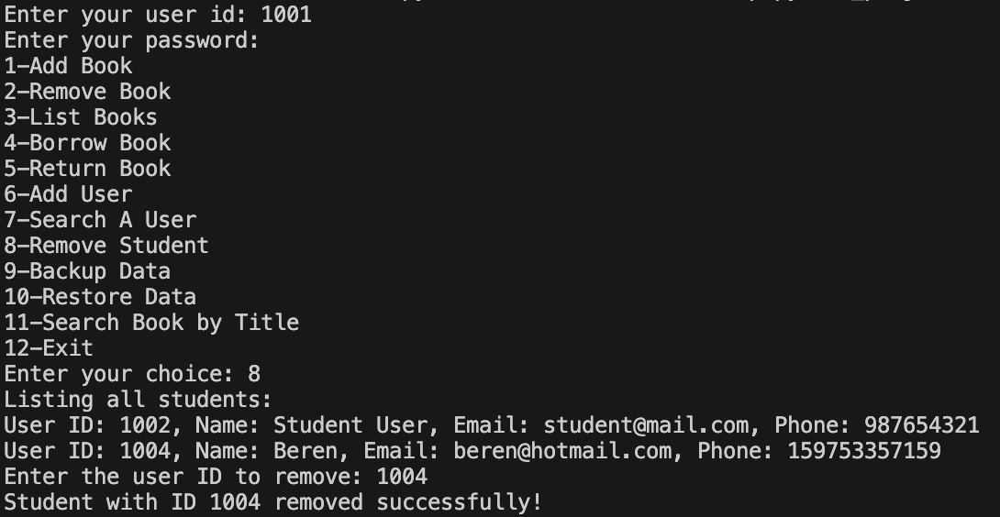 Enter your user id: 1001
Enter your password:
1-Add Book
2-Remove Book
3-List Books
4-Borrow Book
5-Return Book
6-Add User
7-Search A User
8-Remove Student
9-Backup Data
10-Restore Data
11-Search Book by Title
12-Exit
Enter your choice: 8
Listing all students:
User ID: 1002, Name: Student User, Email: student@mail.com, Phone: 987654321
User ID: 1004, Name: Beren, Email: beren@hotmail.com, Phone: 159753357159
Enter the user ID to remove: 1004
Student with ID 1004 removed successfully!